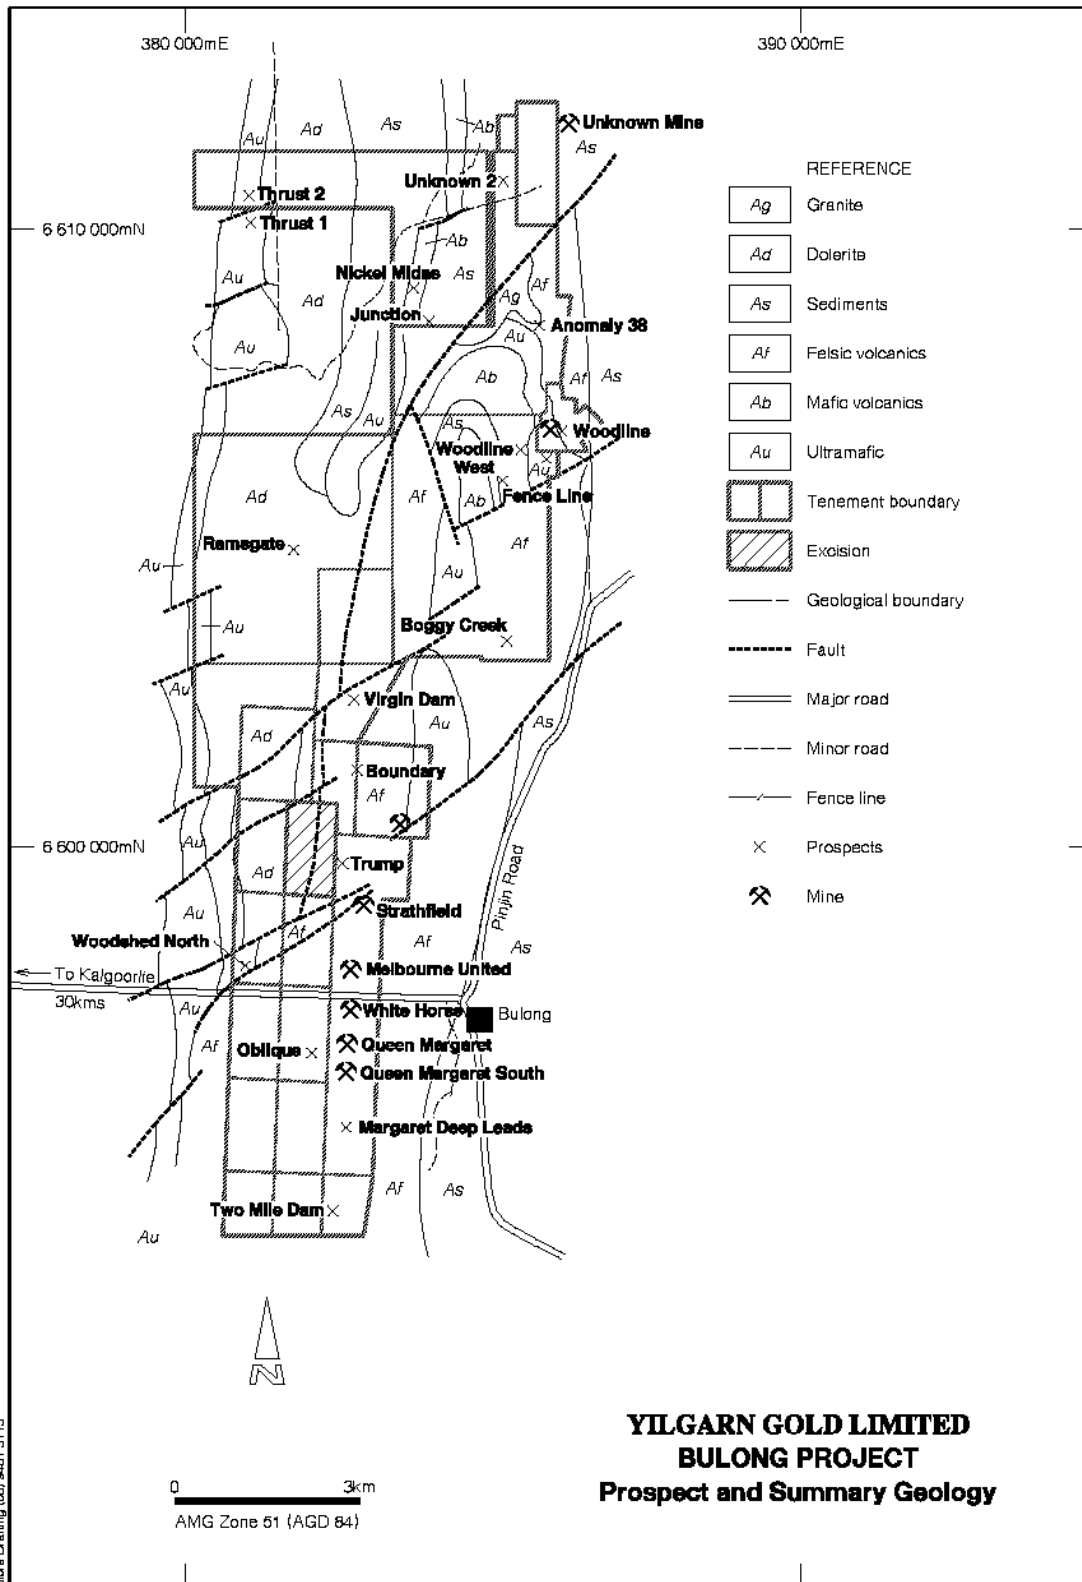 380 000mE
390 000mE
Unknown Mine
Ab
As
Ad
Au
As
Unknown 2
Thrust 2
Thrust 1
6 610 000mN
Ab
Au
Nickel Midas
As
Af
Ad
Ag
Junction
Anomaly 38
Au
Au
Ab
Af
As
As
Au
As
Woodline
Woodline
West
Au
Ad
Af
Ab
Fence Line
Ramsgate
Af
Au
Au
Au
Boggy Creek
Au
Virgin Dam
Au
As
Ad
Boundary
Af
6 600 000mN
Au
Ad
Trump
Pinjin Road
Au
Strathfield
Af
Af
As
Woodshed North
To Kalgoorlie
30kms
Melbourne United
Au
White Horse
Bulong
Af
Oblique
Queen Margaret
Queen Margaret South
Margaret Deep Leads
Af
As
Two Mile Dam
Au
REFERENCE
Ag Granite
Ad Dolerite
As Sediments
Af Felsic volcanics
Ab Mafic volcanics
Au Ultramafic
Tenement boundary
Excision
Geological boundary
Fault
Major road
Minor road
Fence line
Prospects
Mine
N
0 3km
AMG Zone 51 (AGD 84)
YILGARN GOLD LIMITED
BULONG PROJECT
Prospect and Summary Geology